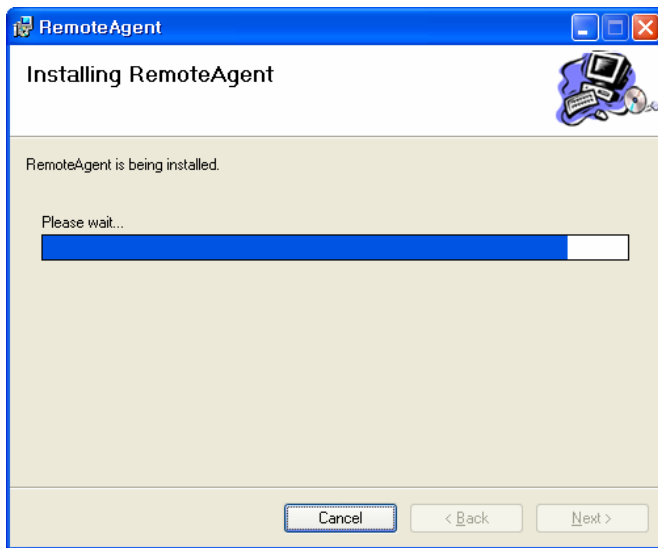 RemoteAgent
Installing RemoteAgent
RemoteAgent is being installed.
Please wait...
Cancel
< Back
Next >